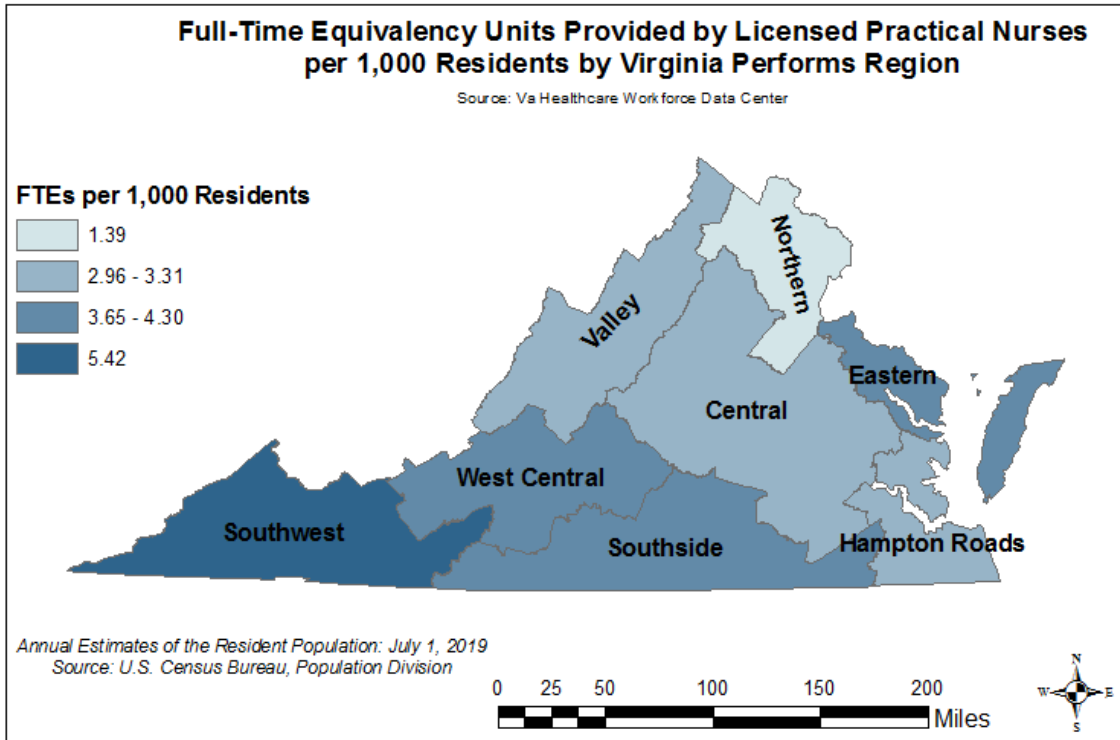 Full-Time Equivalency Units Provided by Licensed Practical Nurses
per 1,000 Residents by Virginia Performs Region
Source: Va Healthcare Workforce Data Center
FTEs per 1,000 Residents
1.39
2.96 - 3.31
3.65 - 4.30
5.42
Northern
Valley
Eastern
Central
West Central
Southwest
Southside
Hampton Roads
Annual Estimates of the Resident Population: July 1, 2019
Source: U.S. Census Bureau, Population Division
0 25 50 100 150 200
Miles
N
W E
S